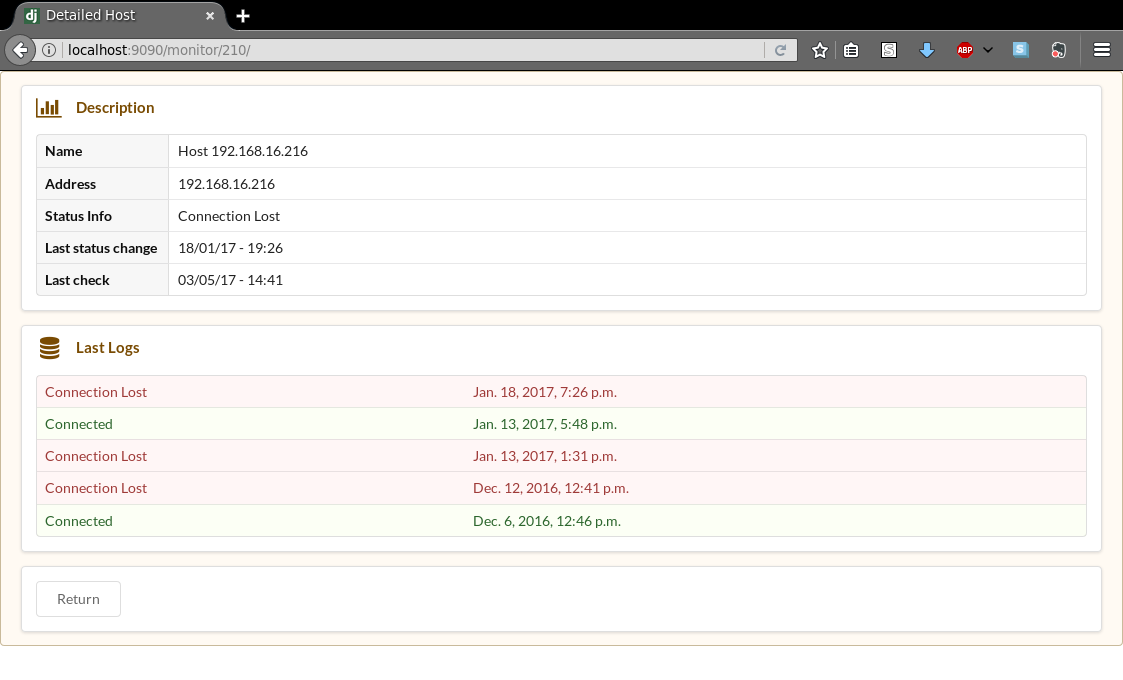 dj Detailed Host
localhost:9090/monitor/210/
S ABP S
Description
Name Host 192.168.16.216
Address 192.168.16.216
Status Info Connection Lost
Last status change 18/01/17 - 19:26
Last check 03/05/17 - 14:41
Last Logs
Connection Lost Jan. 18, 2017, 7:26 p.m.
Connected Jan. 13, 2017, 5:48 p.m.
Connection Lost Jan. 13, 2017, 1:31 p.m.
Connection Lost Dec. 12, 2016, 12:41 p.m.
Connected Dec. 6, 2016, 12:46 p.m.
Return